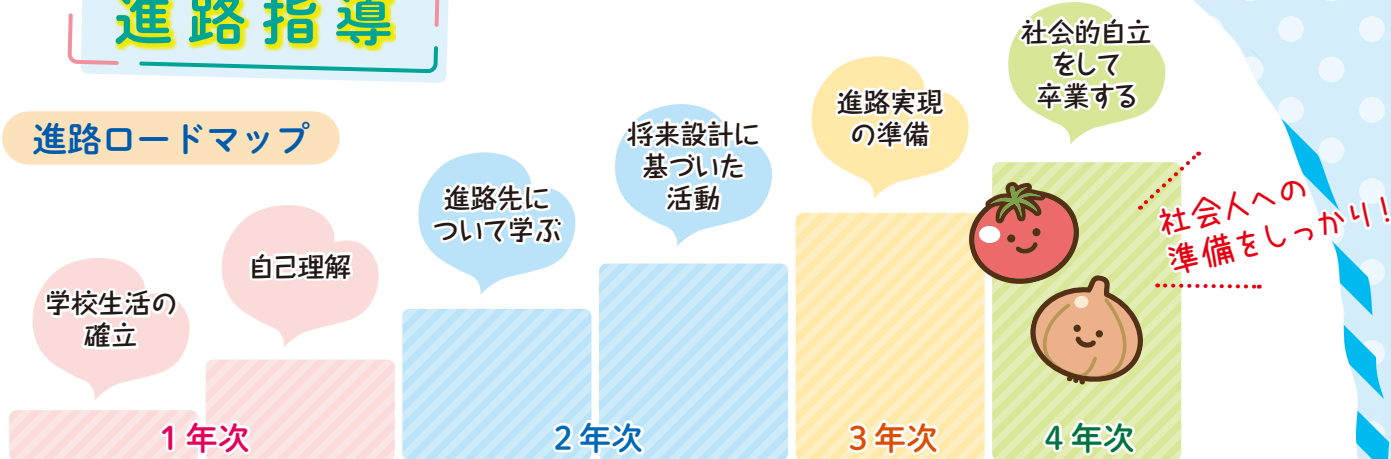 進路指導
進路ロードマップ
学校生活の
確立
自己理解
進路先に
ついて学ぶ
将来設計に
基づいた
活動
進路実現
の準備
社会的自立
をして
卒業する
社会人への
準備をしっかり!
1年次
2年次
3年次
4年次